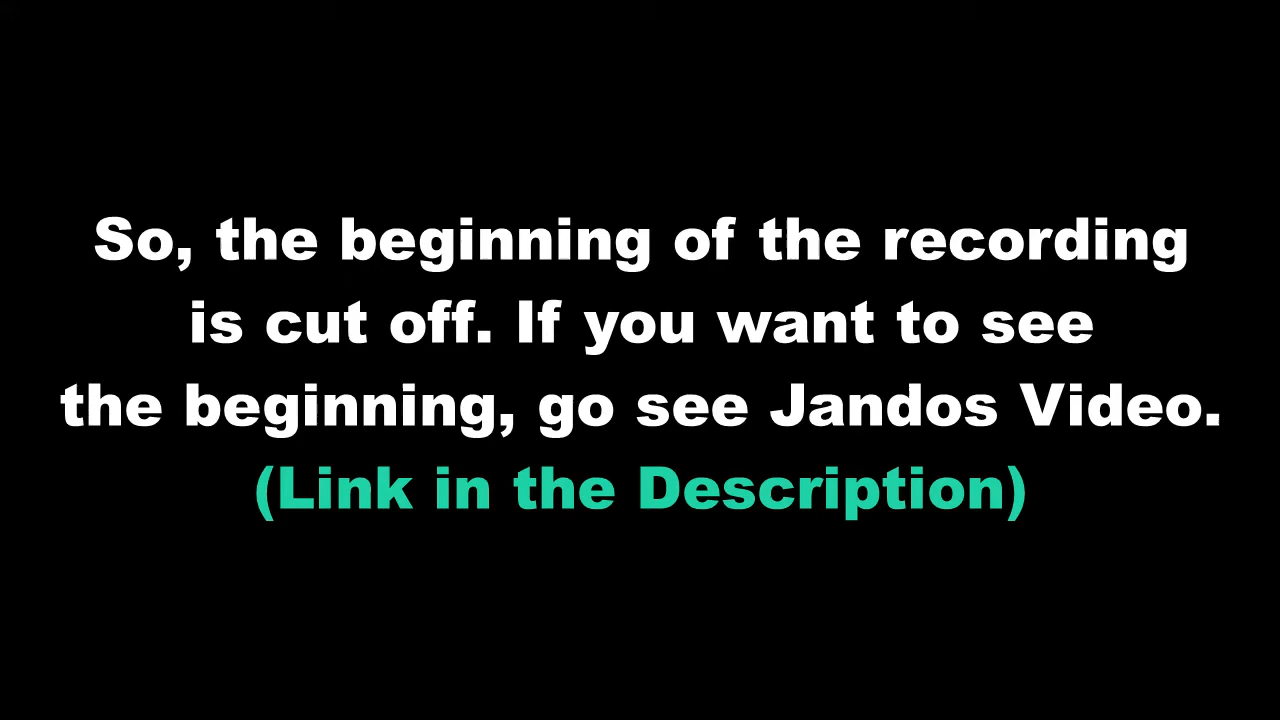 So, the beginning of the recording
is cut off. If you want to see
the beginning, go see Jandos Video.
(Link in the Description)